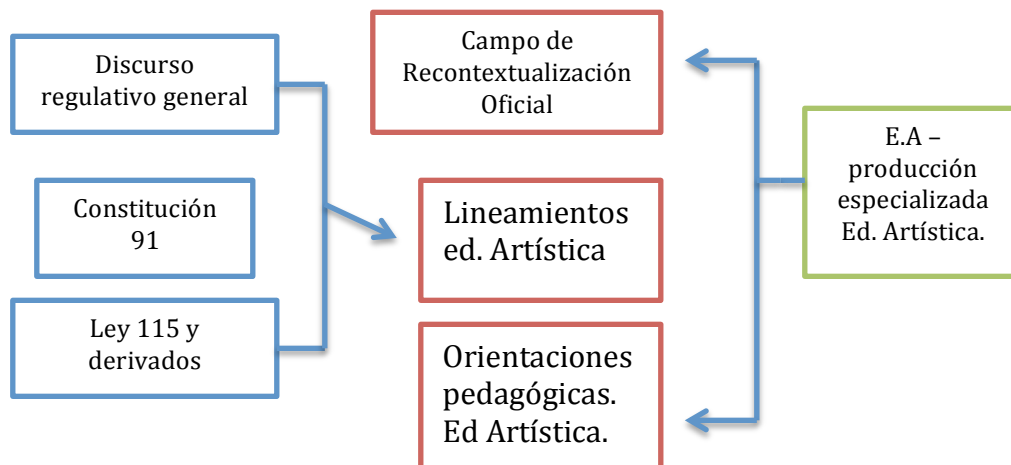 Discurso
regulativo general
Constitución
91
Ley 115 y
derivados
Campo de
Recontextualización
Oficial
Lineamientos
ed. Artística
Orientaciones
pedagógicas.
Ed Artística.
E.A –
producción
especializada
Ed. Artística.